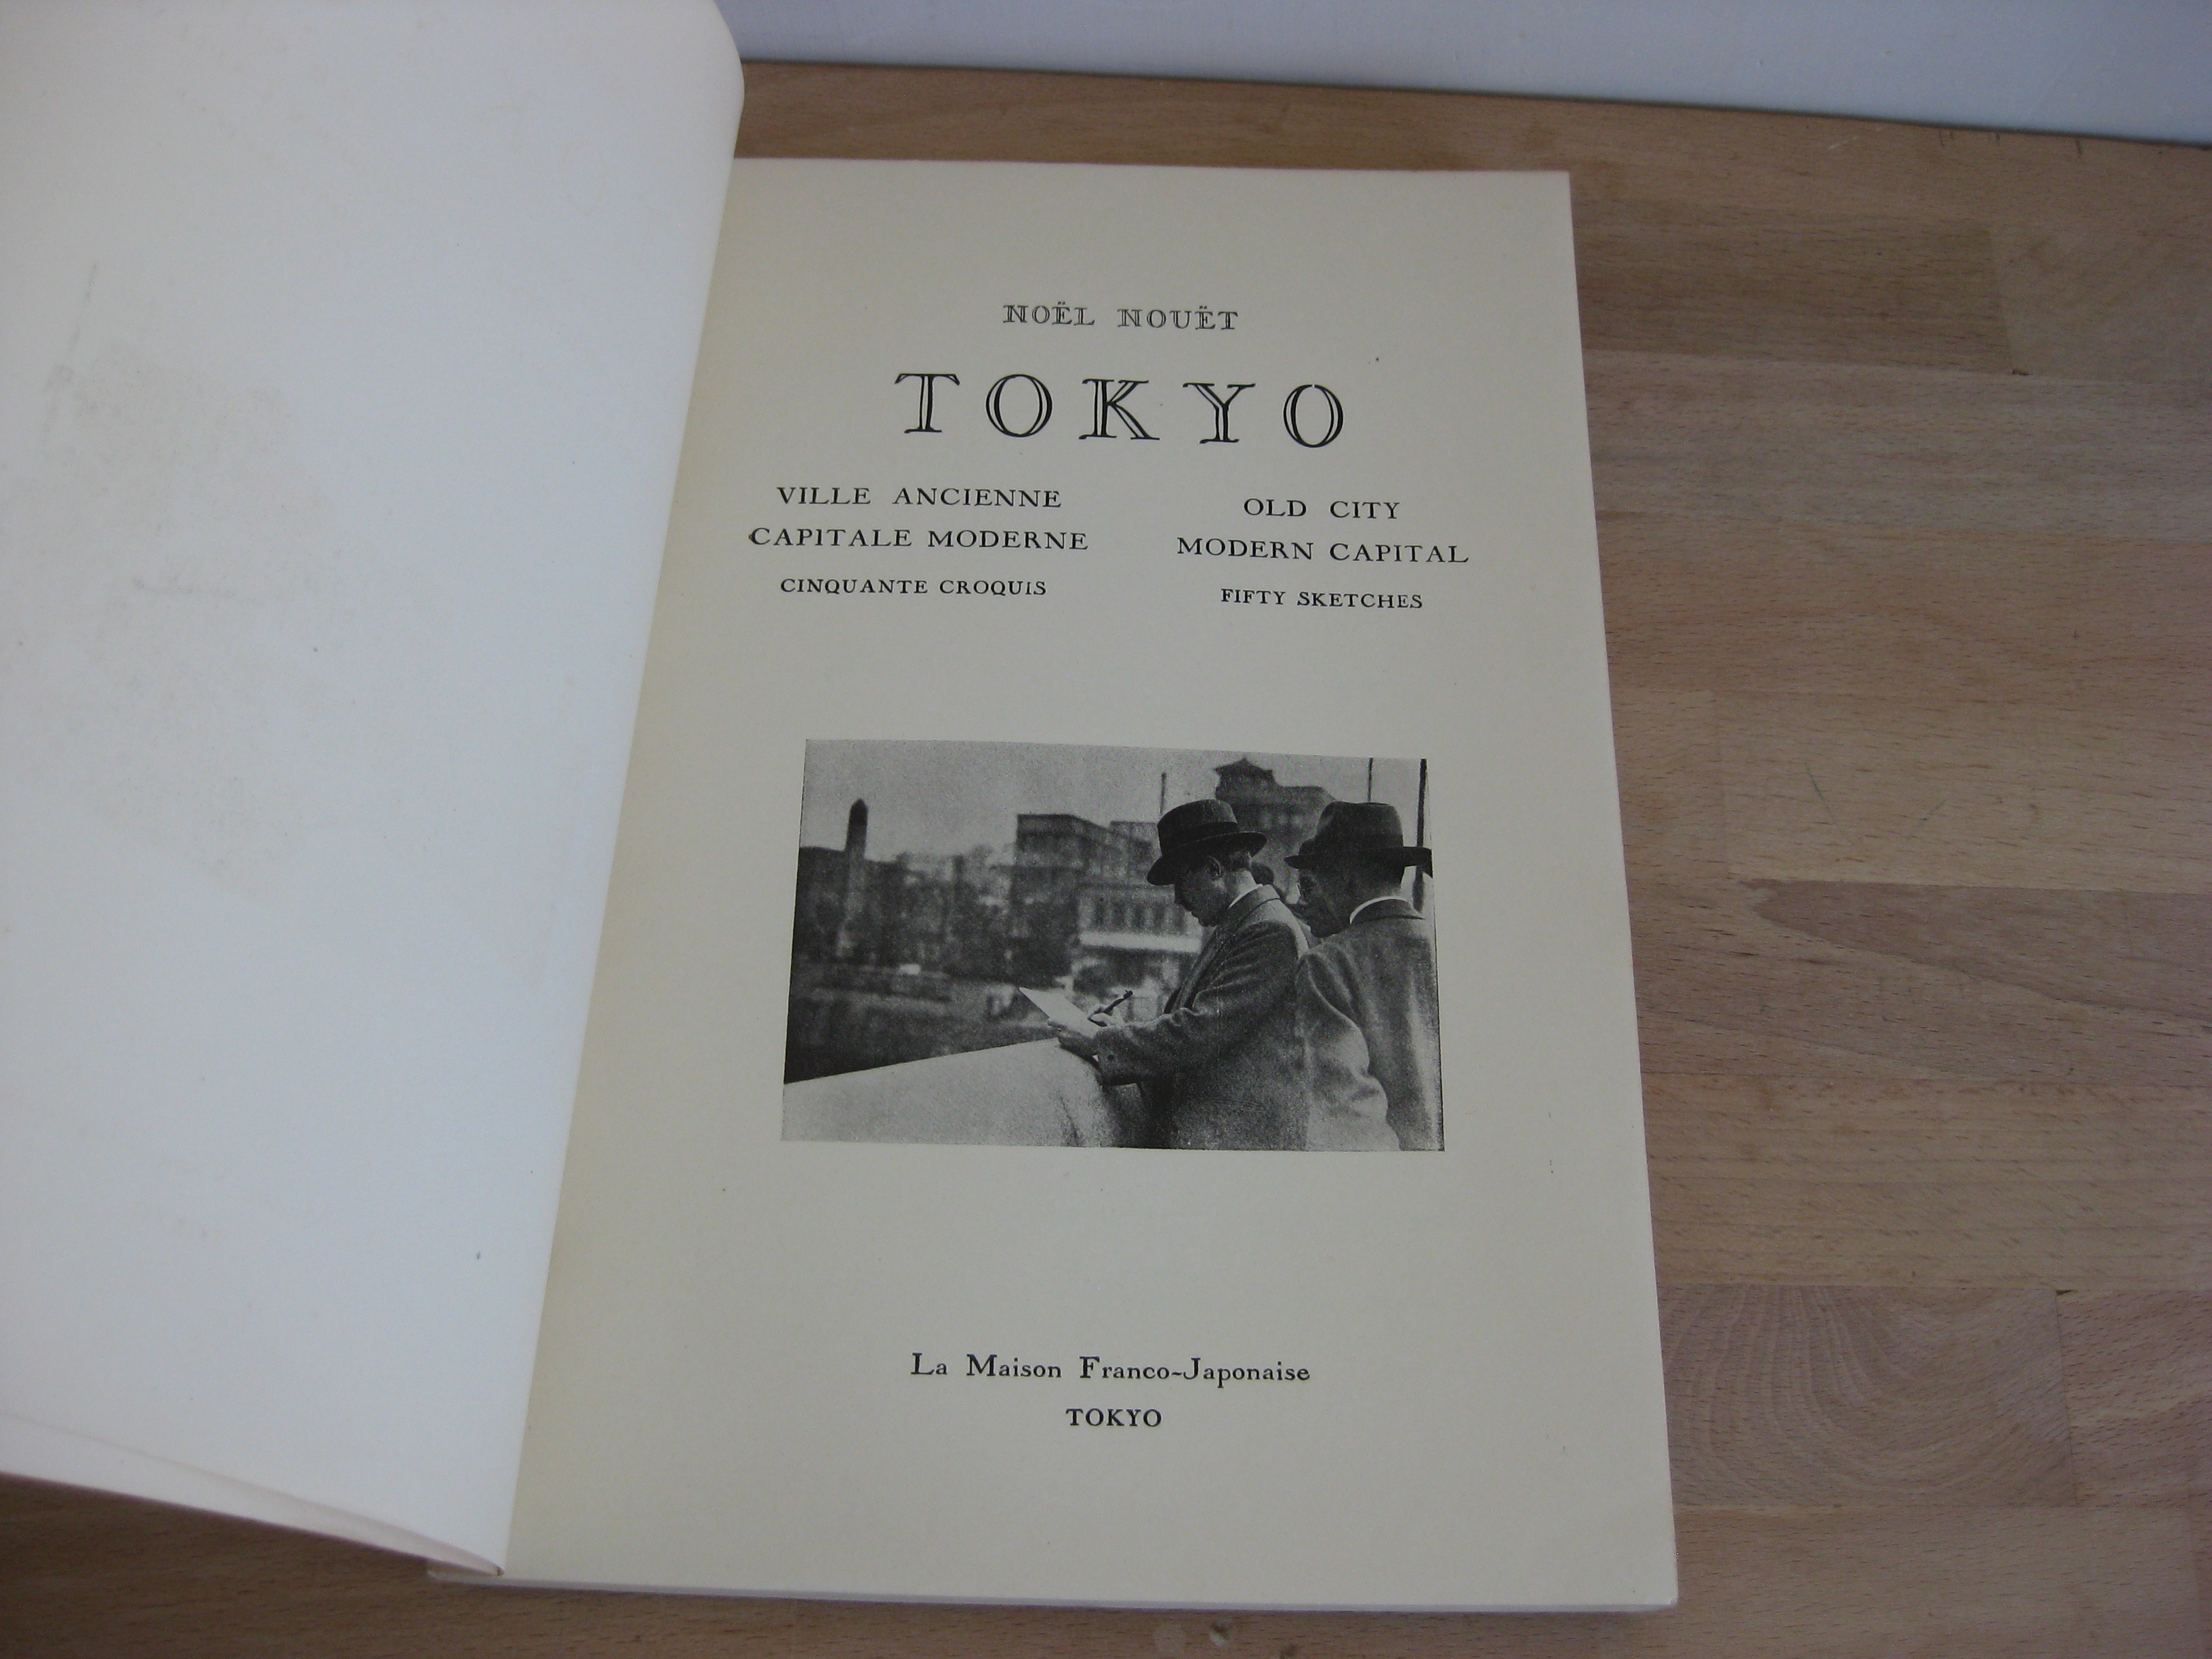 NOËL NOUËT
TOKYO
VILLE ANCIENNE
CAPITALE MODERNE
CINQUANTE CROQUIS
OLD CITY
MODERN CAPITAL
FIFTY SKETCHES
La Maison Franco-Japonaise
TOKYO